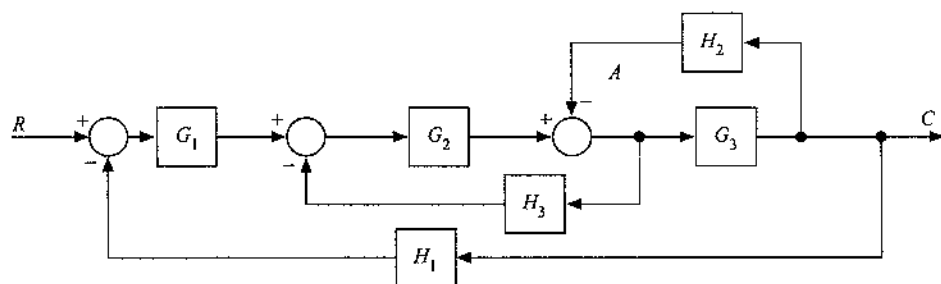 H2
A
R + − G1 + − G2 + − G3 C
H3
H1